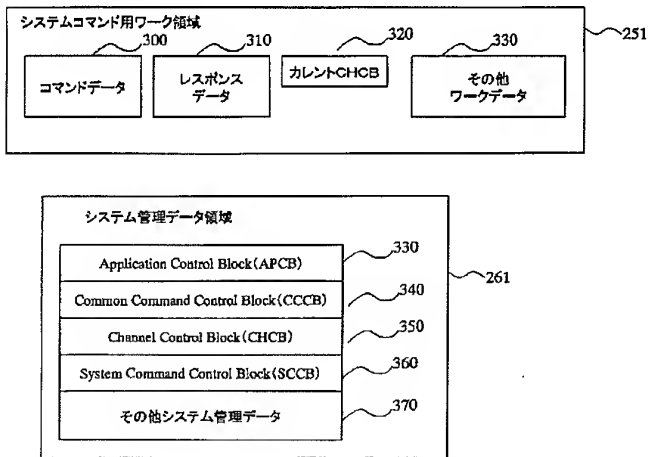 システムコマンド用ワーク領域
251
300
コマンドデータ
310
レスポンス
データ
320
カレントCHCB
330
その他
ワークデータ
システム管理データ領域
261
Application Control Block(APCB)
330
Common Command Control Block(CCCB)
340
Channel Control Block(CHCB)
350
System Command Control Block(SCCB)
360
その他システム管理データ
370